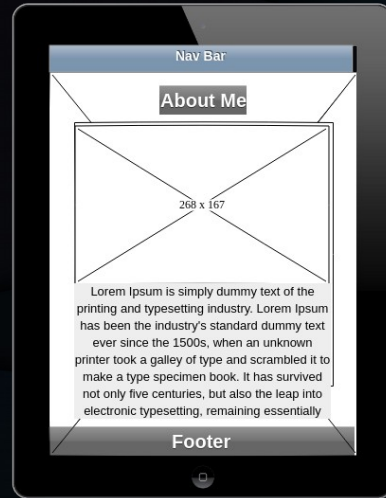 Nav Bar
About Me
268 x 167
Lorem Ipsum is simply dummy text of the
printing and typesetting industry. Lorem Ipsum
has been the industry's standard dummy text
ever since the 1500s, when an unknown
printer took a galley of type and scrambled it to
make a type specimen book. It has survived
not only five centuries, but also the leap into
electronic typesetting, remaining essentially
Footer